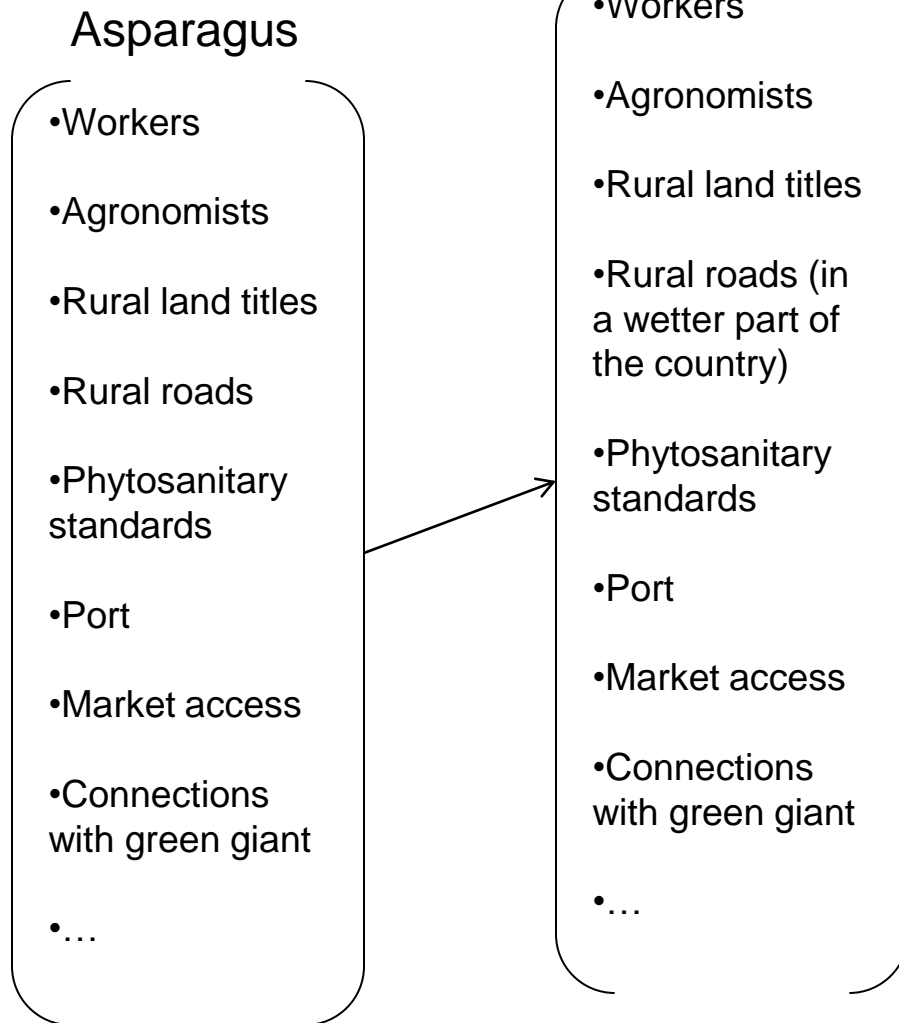 Asparagus
•Workers
•Agronomists
•Rural land titles
•Rural roads
•Phytosanitary
standards
•Port
•Market access
•Connections
with green giant
•…
•Workers
•Agronomists
•Rural land titles
•Rural roads (in
a wetter part of
the country)
•Phytosanitary
standards
•Port
•Market access
•Connections
with green giant
•…